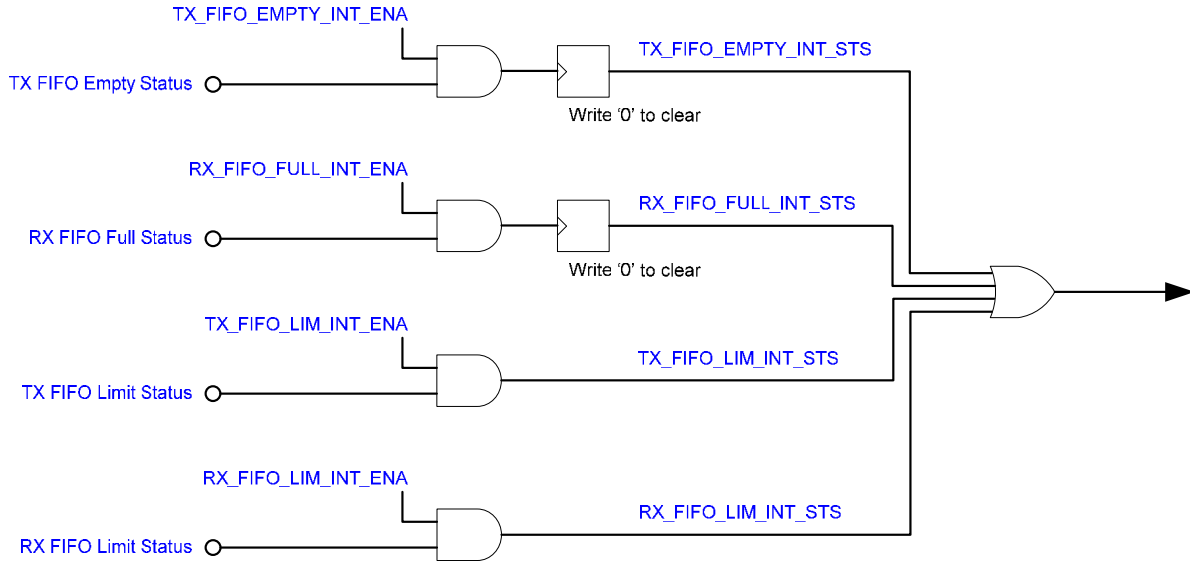 TX_FIFO_EMPTY_INT_ENA
TX_FIFO_EMPTY_INT_STS
TX FIFO Empty Status
Write ‘0’ to clear
RX_FIFO_FULL_INT_ENA
RX_FIFO_FULL_INT_STS
RX FIFO Full Status
Write ‘0’ to clear
TX_FIFO_LIM_INT_ENA
TX_FIFO_LIM_INT_STS
TX FIFO Limit Status
RX_FIFO_LIM_INT_ENA
RX_FIFO_LIM_INT_STS
RX FIFO Limit Status